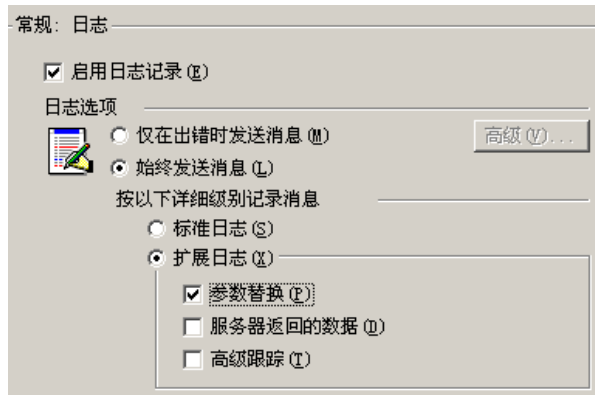 常规: 日志
启用日志记录(E)
日志选项
仅在出错时发送消息(M)
高级(V)...
始终发送消息(L)
按以下详细级别记录消息
标准日志(S)
扩展日志(X)
参数替换(P)
服务器返回的数据(D)
高级跟踪(T)